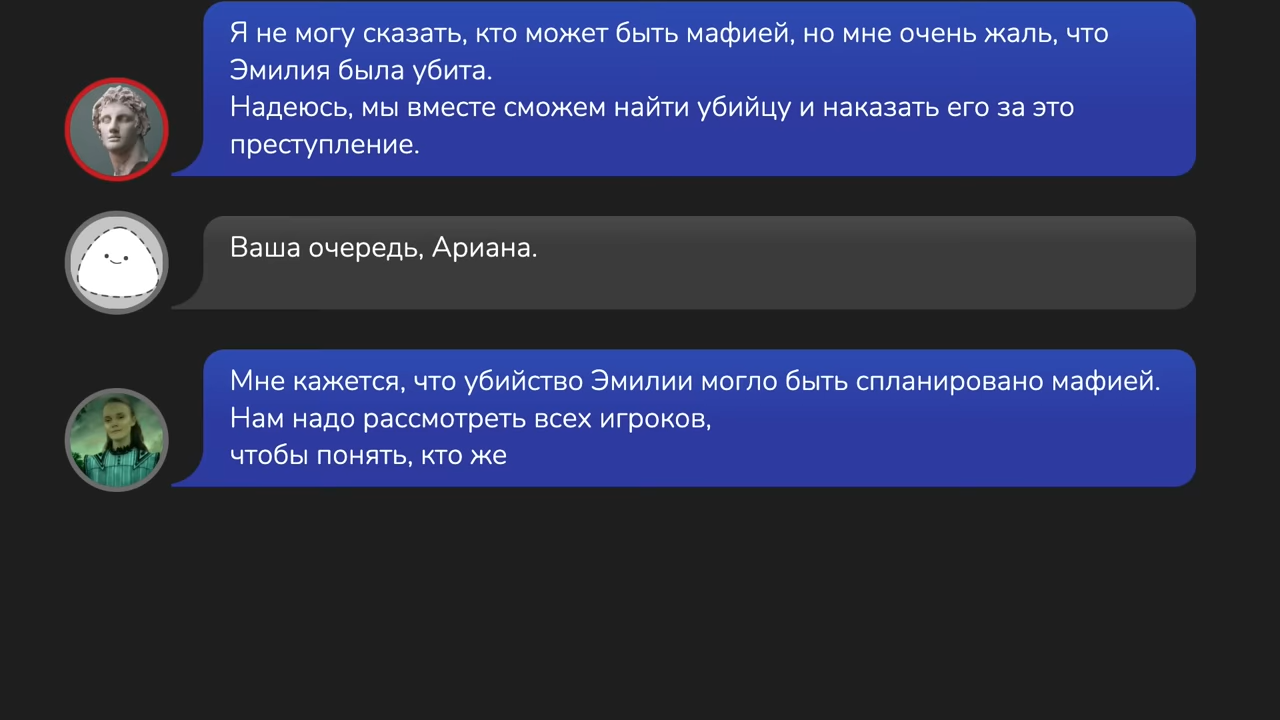 Я не могу сказать, кто может быть мафией, но мне очень жаль, что
Эмилия была убита.
Надеюсь, мы вместе сможем найти убийцу и наказать его за это
преступление.
Ваша очередь, Ариана.
Мне кажется, что убийство Эмилии могло быть спланировано мафией.
Нам надо рассмотреть всех игроков,
чтобы понять, кто же